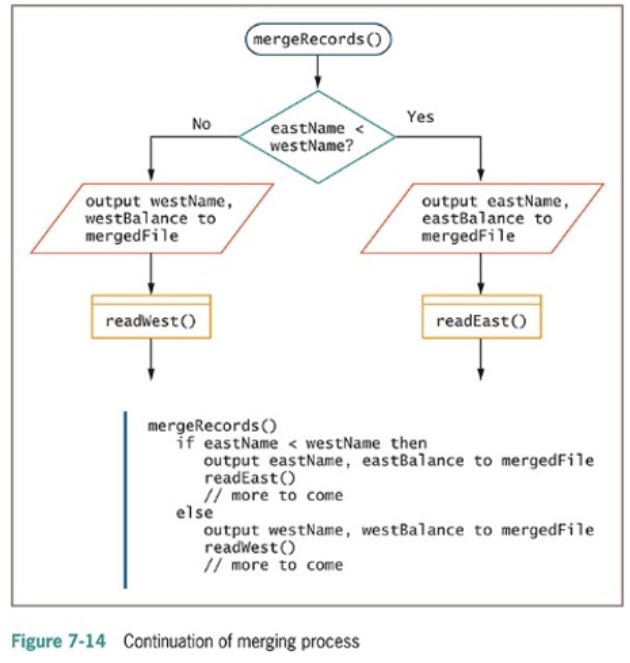 mergeRecords()
eastName <
westName?
No
Yes
output westName,
westBalance to
mergedFile
output eastName,
eastBalance to
mergedFile
readWest()
readEast()
mergeRecords()
if eastName < westName then
output eastName, eastBalance to mergedFile
readEast()
// more to come
else
output westName, westBalance to mergedFile
readWest()
// more to come
Figure 7-14 Continuation of merging process